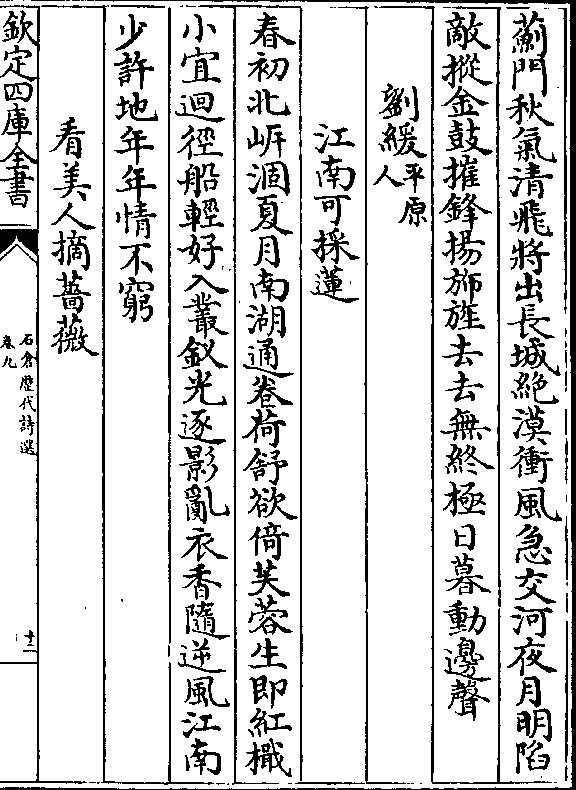 薊門秋氣清飛將出長城絶漠衝風急交河夜月明陷
敵摐金鼓摧鋒揚斾旌去去無終極日暮動邊聲
劉緩平原人
江南可採蓮
春初北岍涸夏月南湖通卷荷舒欲倚芙蓉生即紅檝
小宜迴徑船輕好入叢釵光逐影亂衣香隨逆風江南
少許地年年情不窮
看美人摘薔薇
欽定四庫全書
石倉歷代詩選
卷九
十二